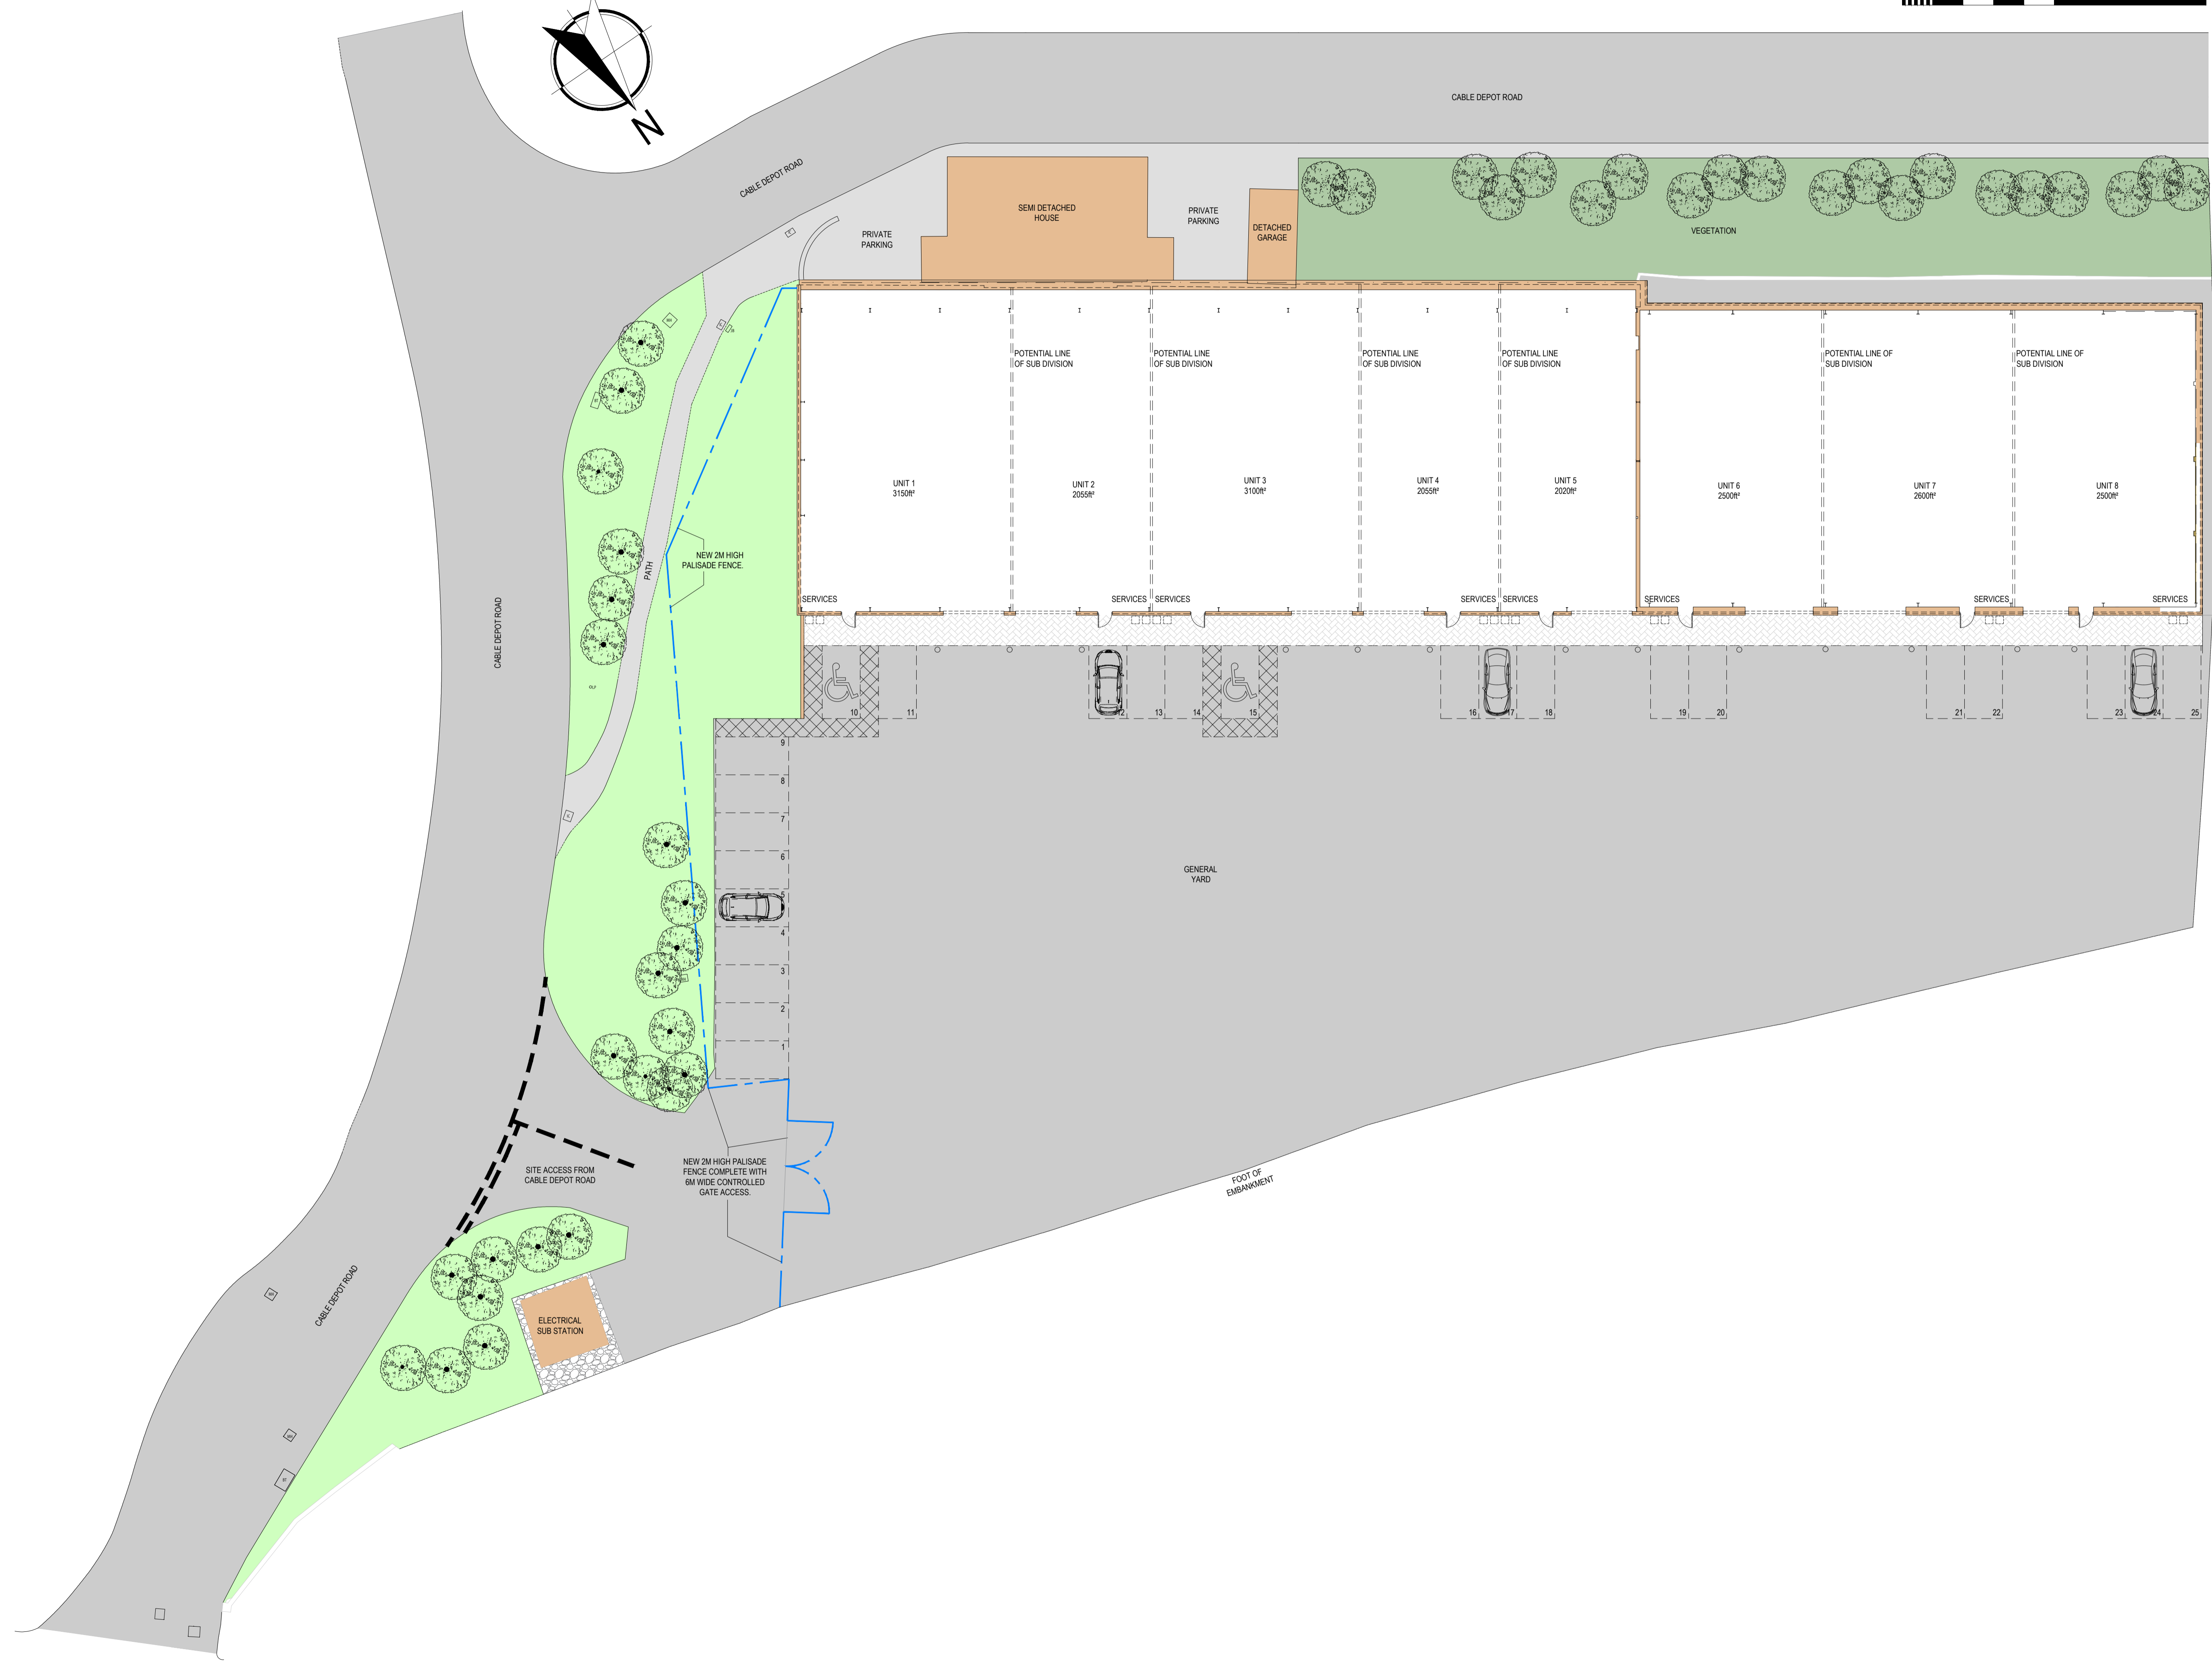 N
CABLE DEPOT ROAD
CABLE DEPOT ROAD
SEMI DETACHED
HOUSE
PRIVATE
PARKING
PRIVATE
PARKING
DETACHED
GARAGE
VEGETATION
POTENTIAL LINE
OF SUB DIVISION
POTENTIAL LINE
OF SUB DIVISION
POTENTIAL LINE
OF SUB DIVISION
POTENTIAL LINE
OF SUB DIVISION
POTENTIAL LINE OF
SUB DIVISION
POTENTIAL LINE OF
SUB DIVISION
UNIT 1
3150ft²
UNIT 2
2055ft²
UNIT 3
3100ft²
UNIT 4
2055ft²
UNIT 5
2020ft²
UNIT 6
2500ft²
UNIT 7
2600ft²
UNIT 8
2500ft²
NEW 2M HIGH
PALISADE FENCE.
PATH
CABLE DEPOT ROAD
SERVICES
SERVICES
SERVICES
SERVICES
SERVICES
SERVICES
SERVICES
SERVICES
10
11
12
13
14
15
16
17
18
19
20
21
22
23
24
25
9
8
7
6
5
4
3
2
1
GENERAL
YARD
SITE ACCESS FROM
CABLE DEPOT ROAD
NEW 2M HIGH PALISADE
FENCE COMPLETE WITH
6M WIDE CONTROLLED
GATE ACCESS.
FOOT OF
EMBANKMENT
CABLE DEPOT ROAD
ELECTRICAL
SUB STATION